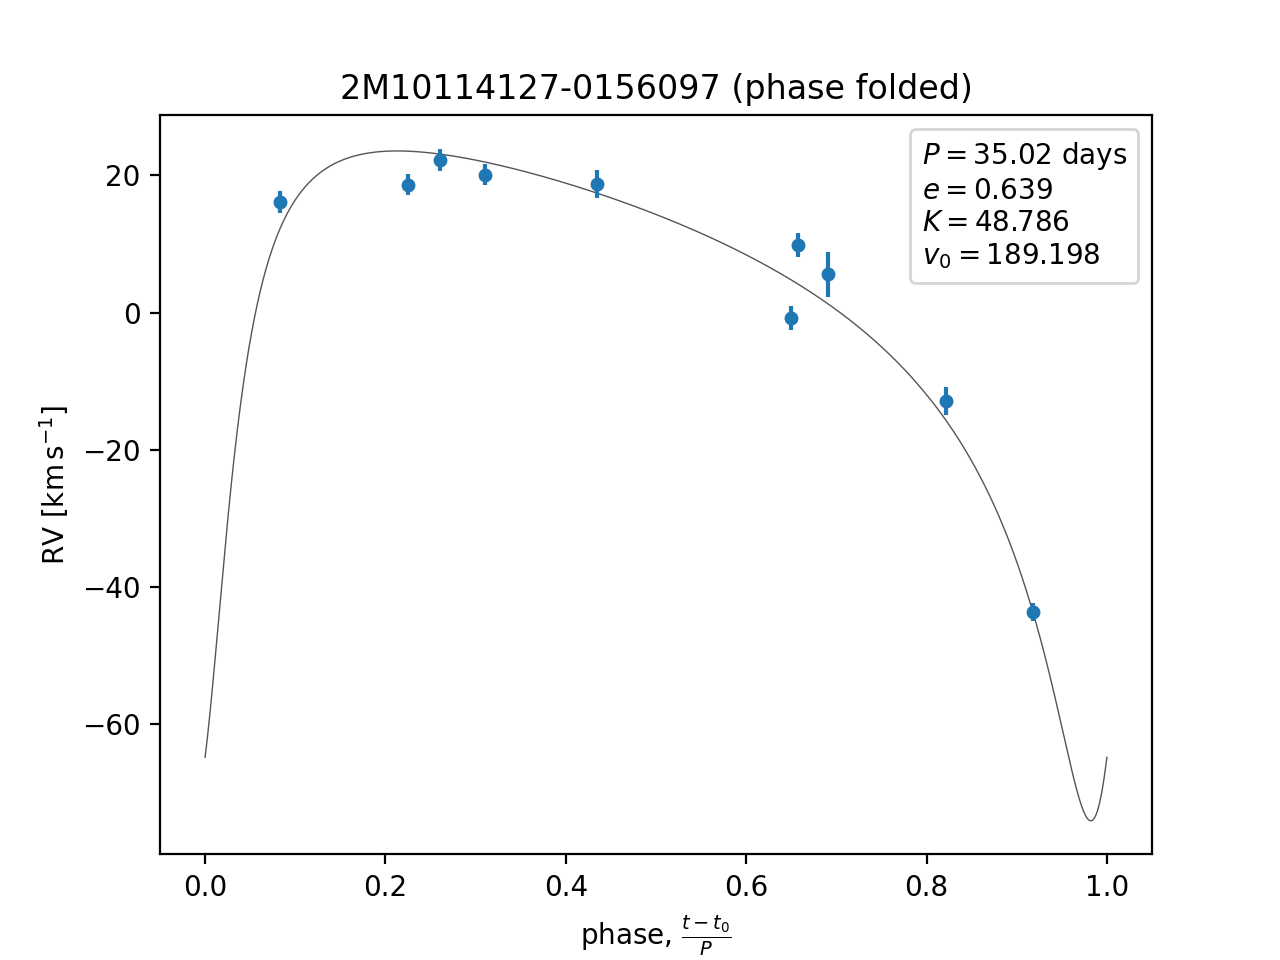 2M10114127-0156097 (phase folded)
P = 35.02 days
e = 0.639
K = 48.786
v₀ = 189.198
RV [km s⁻¹]
20
0
−20
−40
−60
0.0 0.2 0.4 0.6 0.8 1.0
phase, (t − t₀)/P